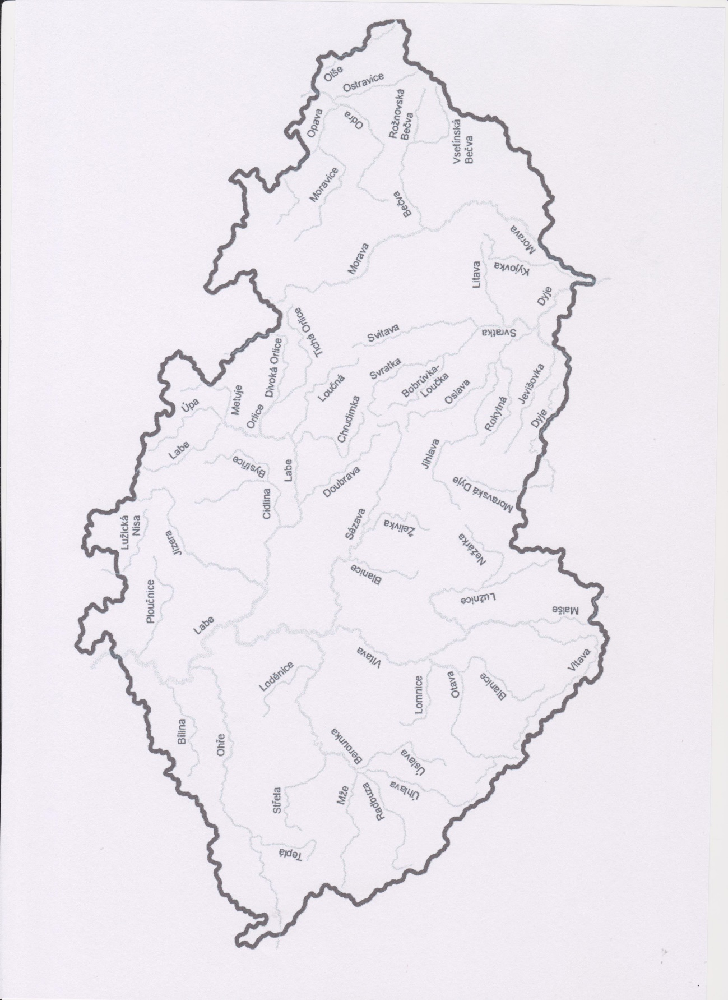 Olše
Ostravice
Opava
Odra
Rožnovská
Bečva
Vsetínská
Bečva
Moravice
Bečva
Morava
Morava
Kyjovka
Litava
Dyje
Tichá Orlice
Divoká Orlice
Svitava
Svratka
Svratka
Loučná
Bobrůvka-
Loučka
Oslava
Jevišovka
Rokytná
Dyje
Metuje
Úpa
Orlice
Chrudimka
Labe
Labe
Bystřice
Doubrava
Jihlava
Moravská Dyje
Cidlina
Lužická
Nisa
Jizera
Sázava
Želivka
Nežárka
Blanice
Ploučnice
Labe
Lužnice
Malše
Vltava
Vltava
Loděnice
Lomnice
Otava
Blanice
Bílina
Ohře
Berounka
Úslava
Úhlava
Radbuza
Mže
Střela
Teplá